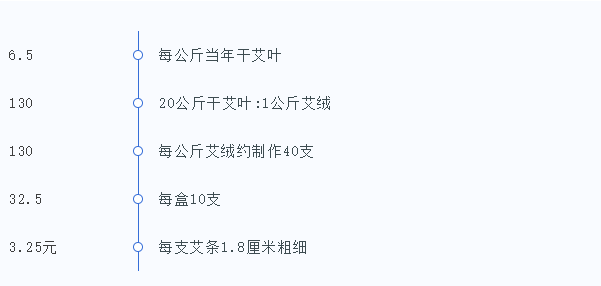 6.5 每公斤当年干艾叶
130 20公斤干艾叶:1公斤艾绒
130 每公斤艾绒约制作40支
32.5 每盒10支
3.25元 每支艾条1.8厘米粗细